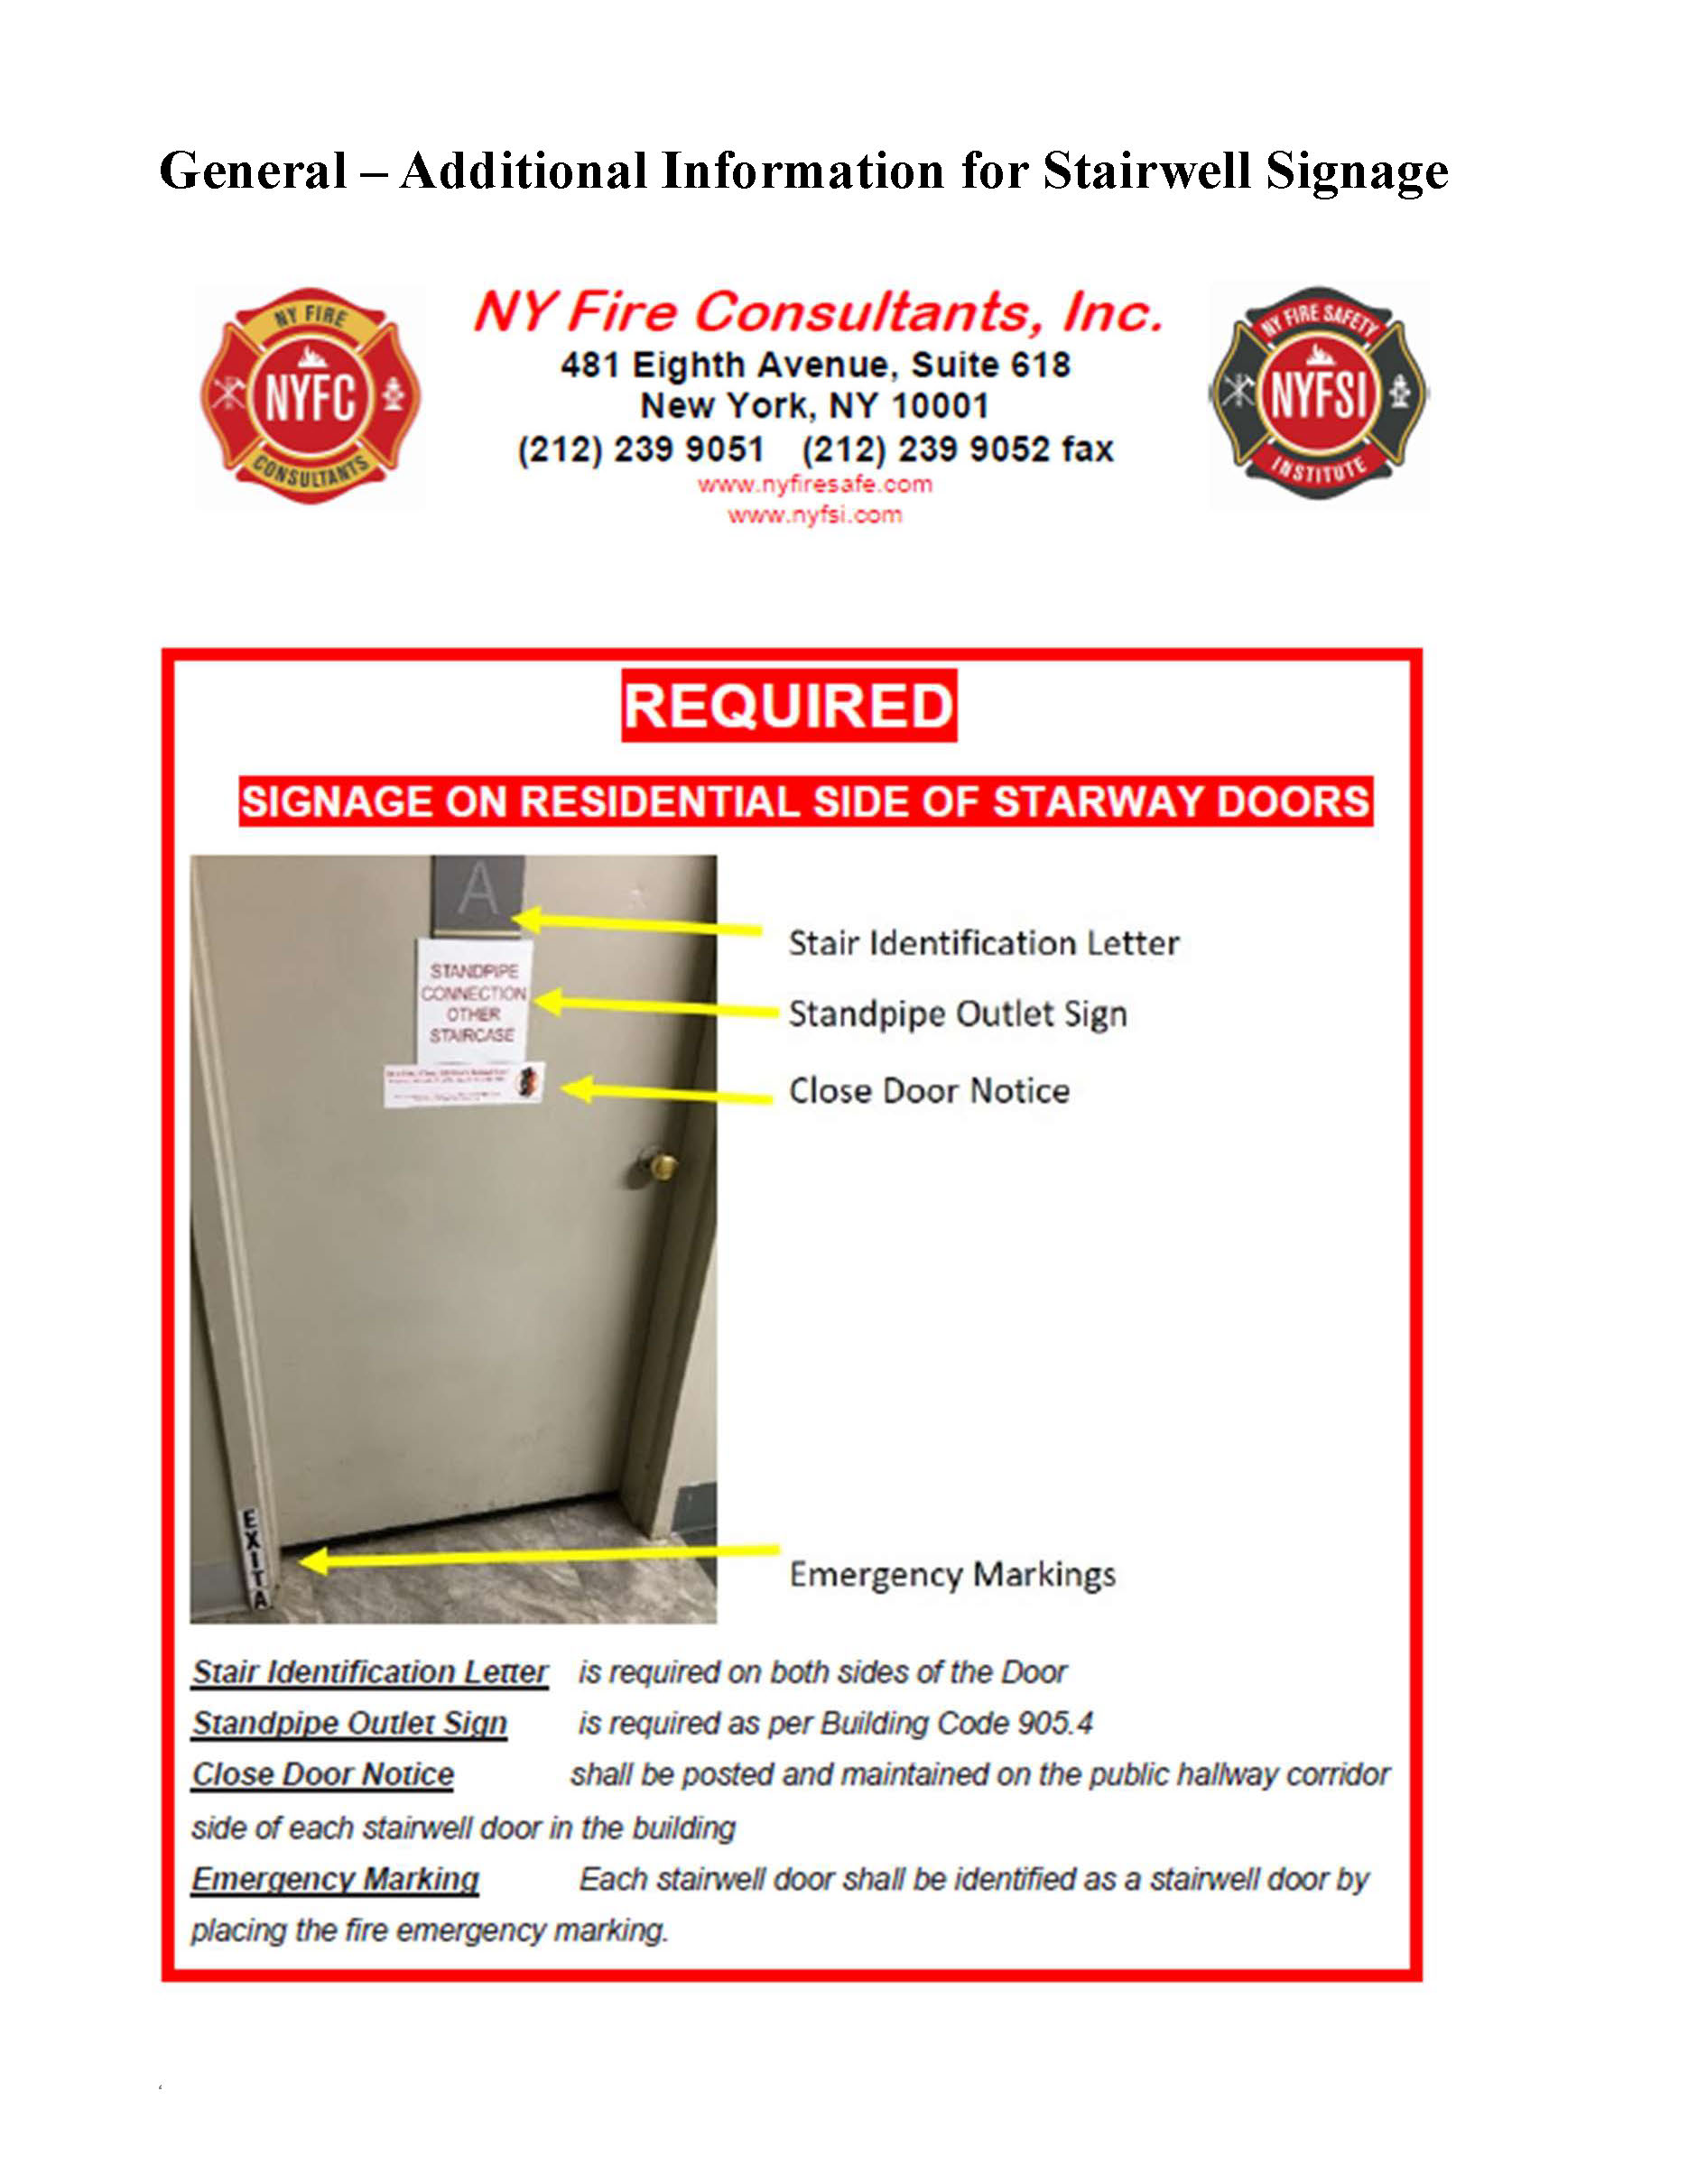 General – Additional Information for Stairwell Signage
NY FIRE
NYFC
CONSULTANTS
NY Fire Consultants, Inc.
481 Eighth Avenue, Suite 618
New York, NY 10001
(212) 239 9051 (212) 239 9052 fax
www.nyfiresafe.com
www.nyfsi.com
NY FIRE SAFETY
NYFSI
INSTITUTE
REQUIRED
SIGNAGE ON RESIDENTIAL SIDE OF STARWAY DOORS
A
STANDPIPE
CONNECTION
OTHER
STAIRCASE
Stair Identification Letter
Standpipe Outlet Sign
Close Door Notice
EXIT A
Emergency Markings
Stair Identification Letter is required on both sides of the Door
Standpipe Outlet Sign is required as per Building Code 905.4
Close Door Notice shall be posted and maintained on the public hallway corridor
side of each stairwell door in the building
Emergency Marking Each stairwell door shall be identified as a stairwell door by
placing the fire emergency marking.